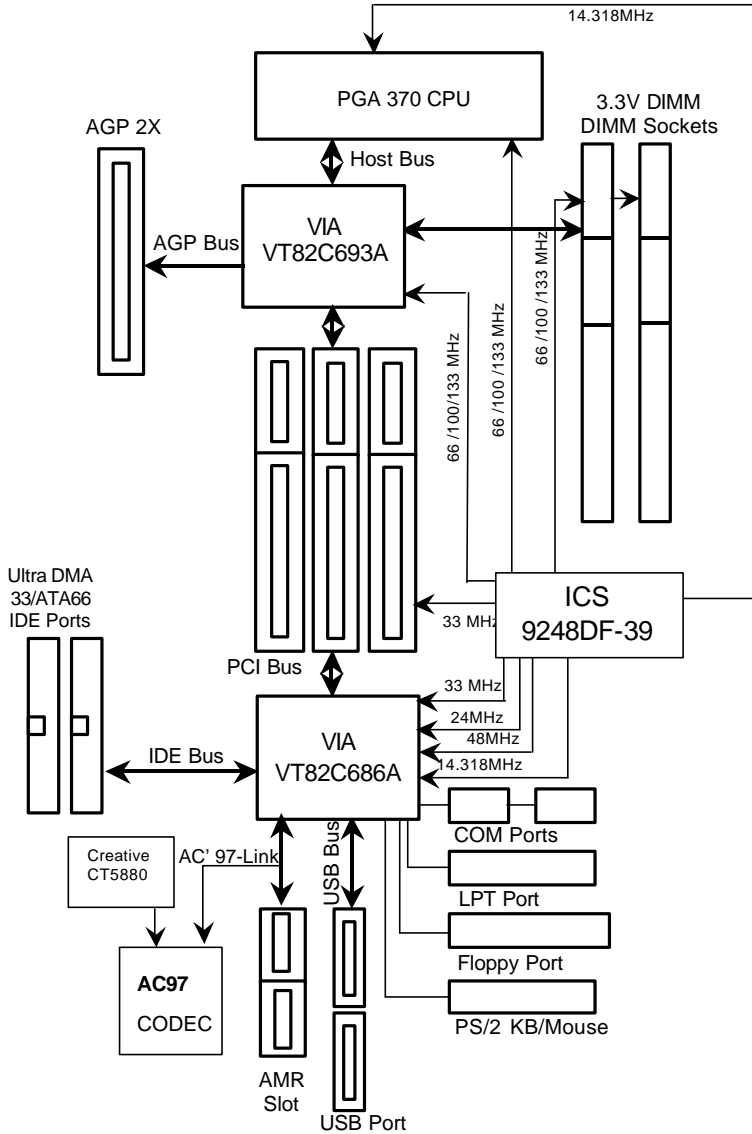 14.318MHz
PGA 370 CPU
3.3V DIMM
DIMM Sockets
AGP 2X
Host Bus
VIA
VT82C693A
AGP Bus
66 /100/133 MHz
66 /100 /133 MHz
66 /100/133 MHz
Ultra DMA
33/ATA66
IDE Ports
ICS
9248DF-39
33 MHz
PCI Bus
33 MHz
24MHz
48MHz
14.318MHz
VIA
VT82C686A
IDE Bus
COM Ports
Creative
CT5880
AC' 97-Link
USB Bus
LPT Port
Floppy Port
AC97
CODEC
PS/2 KB/Mouse
AMR
Slot
USB Port